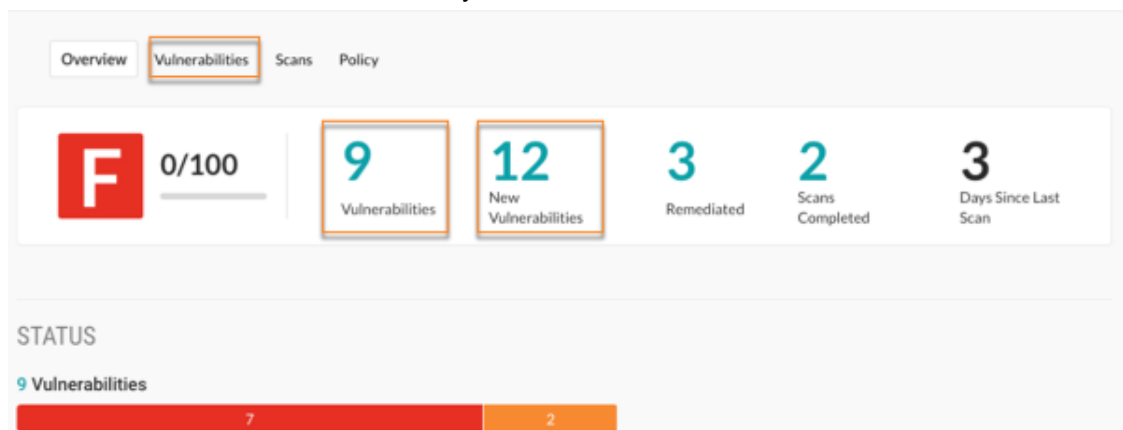 Overview Vulnerabilities Scans Policy
F 0/100
9
Vulnerabilities
12
New
Vulnerabilities
3
Remediated
2
Scans
Completed
3
Days Since Last
Scan
STATUS
9 Vulnerabilities
7 2